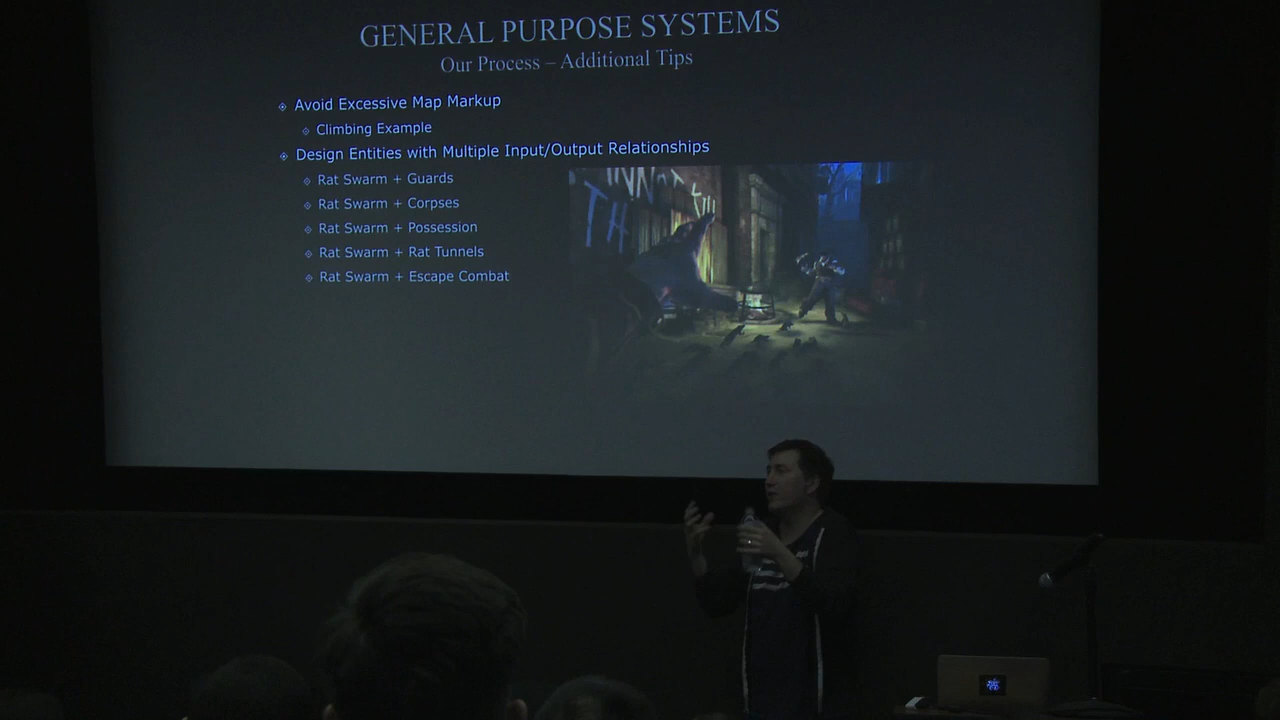 GENERAL PURPOSE SYSTEMS
Our Process – Additional Tips
Avoid Excessive Map Markup
Climbing Example
Design Entities with Multiple Input/Output Relationships
Rat Swarm + Guards
Rat Swarm + Corpses
Rat Swarm + Possession
Rat Swarm + Rat Tunnels
Rat Swarm + Escape Combat